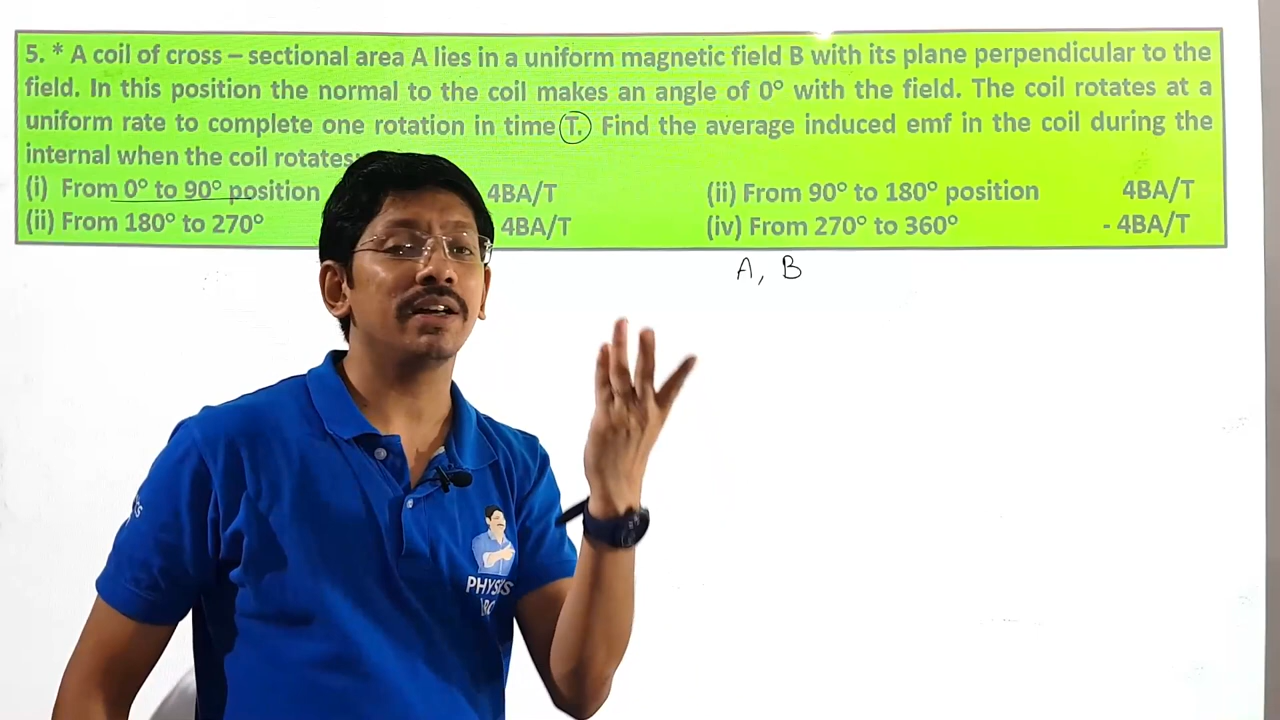 5. * A coil of cross – sectional area A lies in a uniform magnetic field B with its plane perpendicular to the
field. In this position the normal to the coil makes an angle of 0° with the field. The coil rotates at a
uniform rate to complete one rotation in time T. Find the average induced emf in the coil during the
internal when the coil rotates:
(i) From 0° to 90° position 4BA/T (ii) From 90° to 180° position 4BA/T
(ii) From 180° to 270° 4BA/T (iv) From 270° to 360° - 4BA/T
A, B
PHYSICS